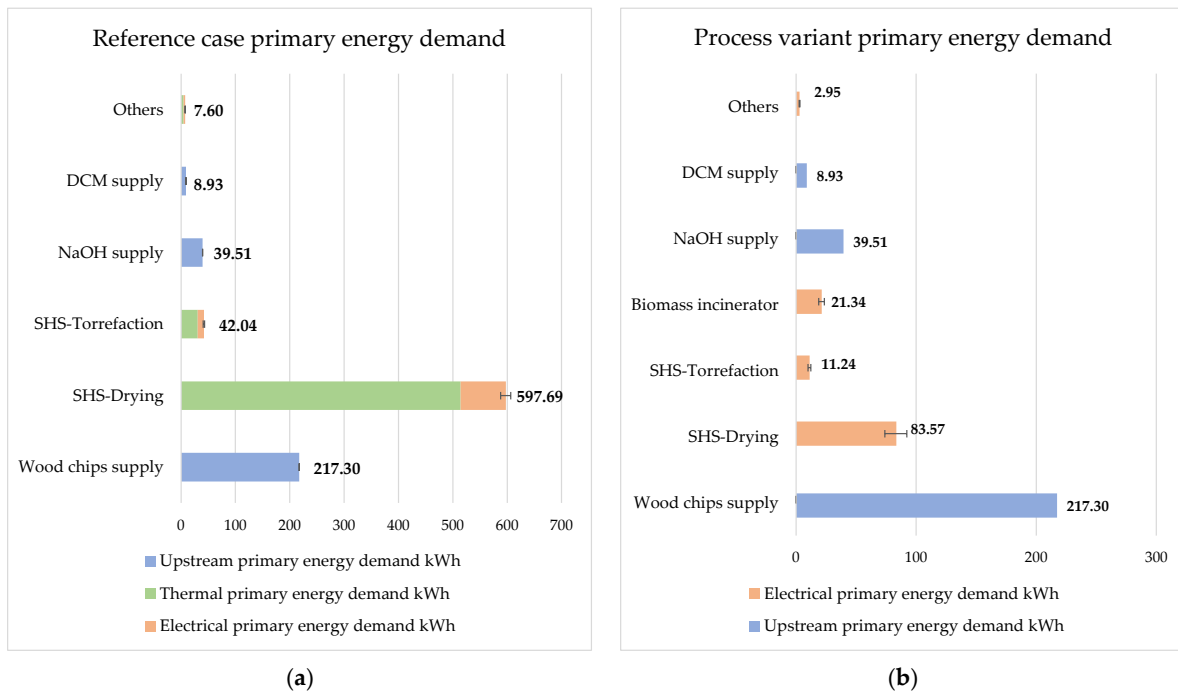 Reference case primary energy demand
Others
7.60
DCM supply
8.93
NaOH supply
39.51
SHS-Torrefaction
42.04
SHS-Drying
597.69
Wood chips supply
217.30
0 100 200 300 400 500 600 700
Upstream primary energy demand kWh
Thermal primary energy demand kWh
Electrical primary energy demand kWh
(a)
Process variant primary energy demand
Others
2.95
DCM supply
8.93
NaOH supply
39.51
Biomass incinerator
21.34
SHS-Torrefaction
11.24
SHS-Drying
83.57
Wood chips supply
217.30
0 100 200 300
Electrical primary energy demand kWh
Upstream primary energy demand kWh
(b)